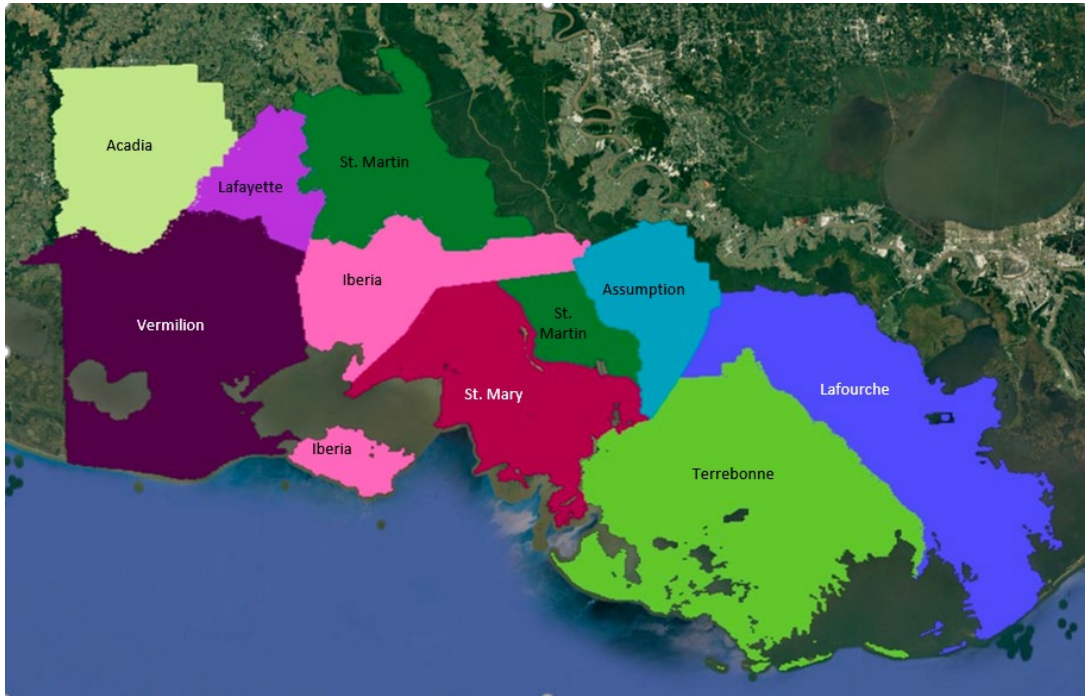 Acadia
St. Martin
Lafayette
Iberia
Assumption
Vermilion
St.
Martin
St. Mary
Lafourche
Iberia
Terrebonne